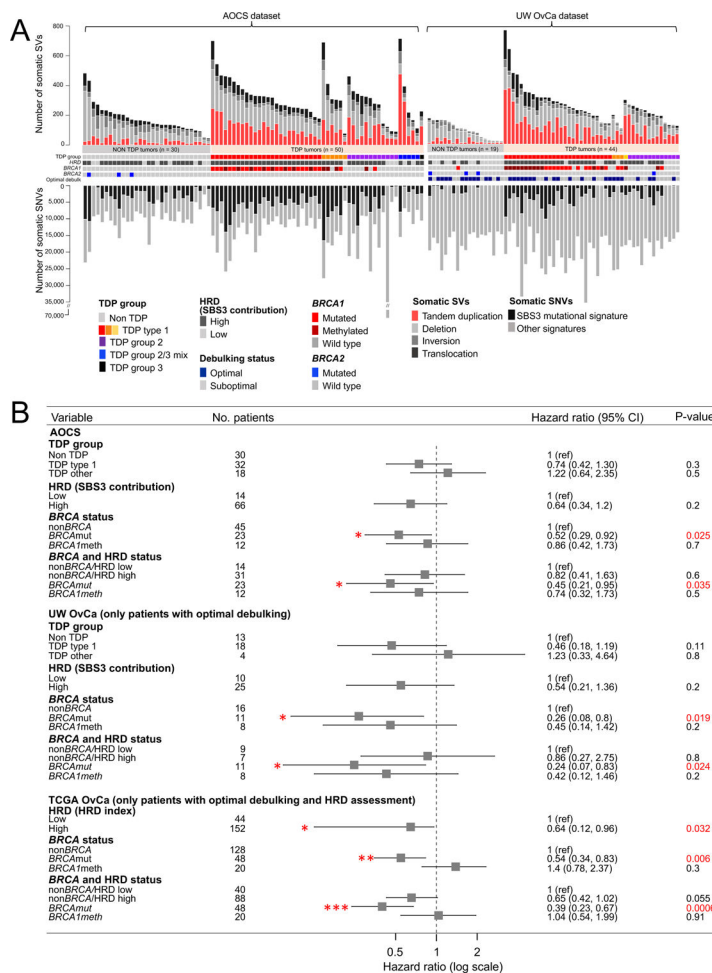 A
AOCS dataset
UW OvCa dataset
Number of somatic SVs
800
600
400
200
0
NON TDP tumors (n = 30)
TDP tumors (n = 50)
NON TDP tumors (n = 19)
TDP tumors (n = 44)
TDP group
HRD
BRCA1
BRCA2
Optimal debulk
Number of somatic SNVs
0
5,000
10,000
15,000
20,000
25,000
30,000
35,000
70,000
TDP group
Non TDP
TDP type 1
TDP group 2
TDP group 2/3 mix
TDP group 3
HRD
(SBS3 contribution)
High
Low
Debulking status
Optimal
Suboptimal
BRCA1
Mutated
Methylated
Wild type
BRCA2
Mutated
Wild type
Somatic SVs
Tandem duplication
Deletion
Inversion
Translocation
Somatic SNVs
SBS3 mutational signature
Other signatures
B
Variable No. patients Hazard ratio (95% CI) P-value
AOCS
TDP group
Non TDP 30 1 (ref)
TDP type 1 32 0.74 (0.42, 1.30) 0.3
TDP other 18 1.22 (0.64, 2.35) 0.5
HRD (SBS3 contribution)
Low 14 1 (ref)
High 66 0.64 (0.34, 1.2) 0.2
BRCA status
nonBRCA 45 1 (ref)
BRCAmut 23 * 0.52 (0.29, 0.92) 0.025
BRCA1meth 12 0.86 (0.42, 1.73) 0.7
BRCA and HRD status
nonBRCA/HRD low 14 1 (ref)
nonBRCA/HRD high 31 0.82 (0.41, 1.63) 0.6
BRCAmut 23 * 0.45 (0.21, 0.95) 0.035
BRCA1meth 12 0.74 (0.32, 1.73) 0.5
UW OvCa (only patients with optimal debulking)
TDP group
Non TDP 13 1 (ref)
TDP type 1 18 0.46 (0.18, 1.19) 0.11
TDP other 4 1.23 (0.33, 4.64) 0.8
HRD (SBS3 contribution)
Low 10 1 (ref)
High 25 0.54 (0.21, 1.36) 0.2
BRCA status
nonBRCA 16 1 (ref)
BRCAmut 11 * 0.26 (0.08, 0.8) 0.019
BRCA1meth 8 0.45 (0.14, 1.42) 0.2
BRCA and HRD status
nonBRCA/HRD low 9 1 (ref)
nonBRCA/HRD high 7 0.86 (0.27, 2.75) 0.8
BRCAmut 11 * 0.24 (0.07, 0.83) 0.024
BRCA1meth 8 0.42 (0.12, 1.46) 0.2
TCGA OvCa (only patients with optimal debulking and HRD assessment)
HRD (HRD index)
Low 44 1 (ref)
High 152 * 0.64 (0.12, 0.96) 0.032
BRCA status
nonBRCA 128 1 (ref)
BRCAmut 48 ** 0.54 (0.34, 0.83) 0.006
BRCA1meth 20 1.4 (0.78, 2.37) 0.3
BRCA and HRD status
nonBRCA/HRD low 40 1 (ref)
nonBRCA/HRD high 88 0.65 (0.42, 1.02) 0.055
BRCAmut 48 *** 0.39 (0.23, 0.67) 0.0006
BRCA1meth 20 1.04 (0.54, 1.99) 0.91
0.5 1 2
Hazard ratio (log scale)